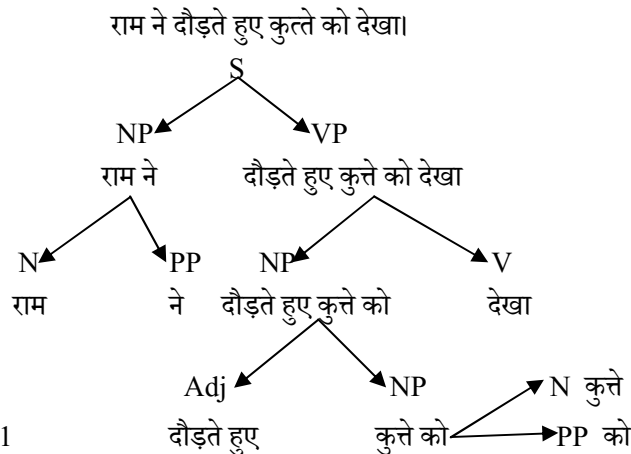 राम ने दौड़ते हुए कुत्ते को देखा।
S
NP VP
राम ने दौड़ते हुए कुत्ते को देखा
N PP NP V
राम ने दौड़ते हुए कुत्ते को देखा
Adj NP N कुत्ते
1 दौड़ते हुए कुत्ते को PP को